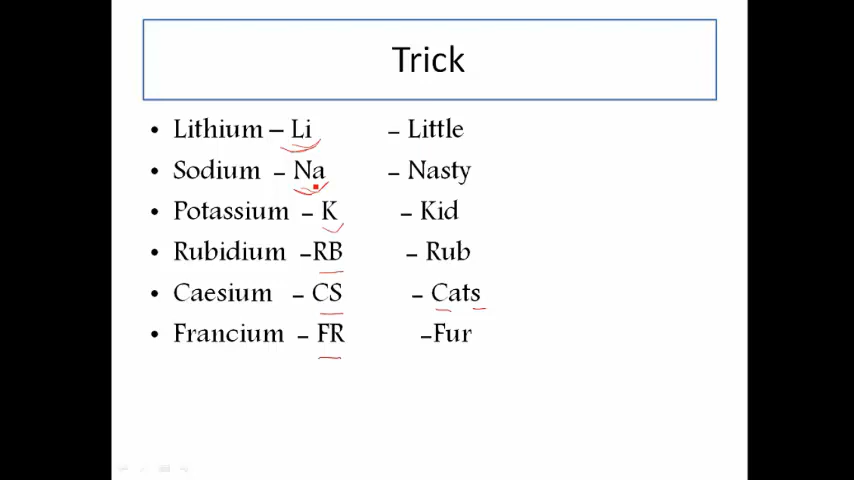 Trick
• Lithium – Li – Little
• Sodium – Na – Nasty
• Potassium – K – Kid
• Rubidium –RB – Rub
• Caesium – CS – Cats
• Francium – FR –Fur